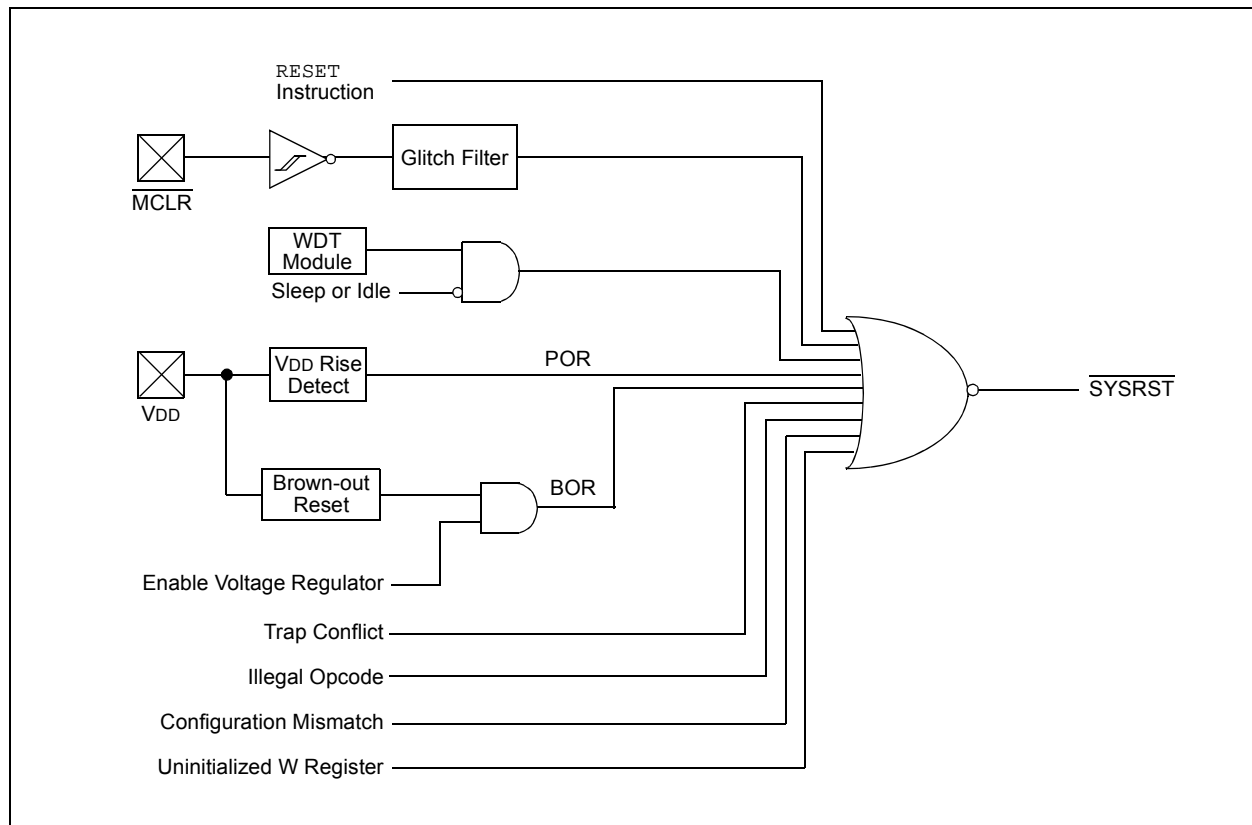 RESET
Instruction
Glitch Filter
MCLR
WDT
Module
Sleep or Idle
VDD Rise
Detect
POR
VDD
SYSRST
Brown-out
Reset
BOR
Enable Voltage Regulator
Trap Conflict
Illegal Opcode
Configuration Mismatch
Uninitialized W Register